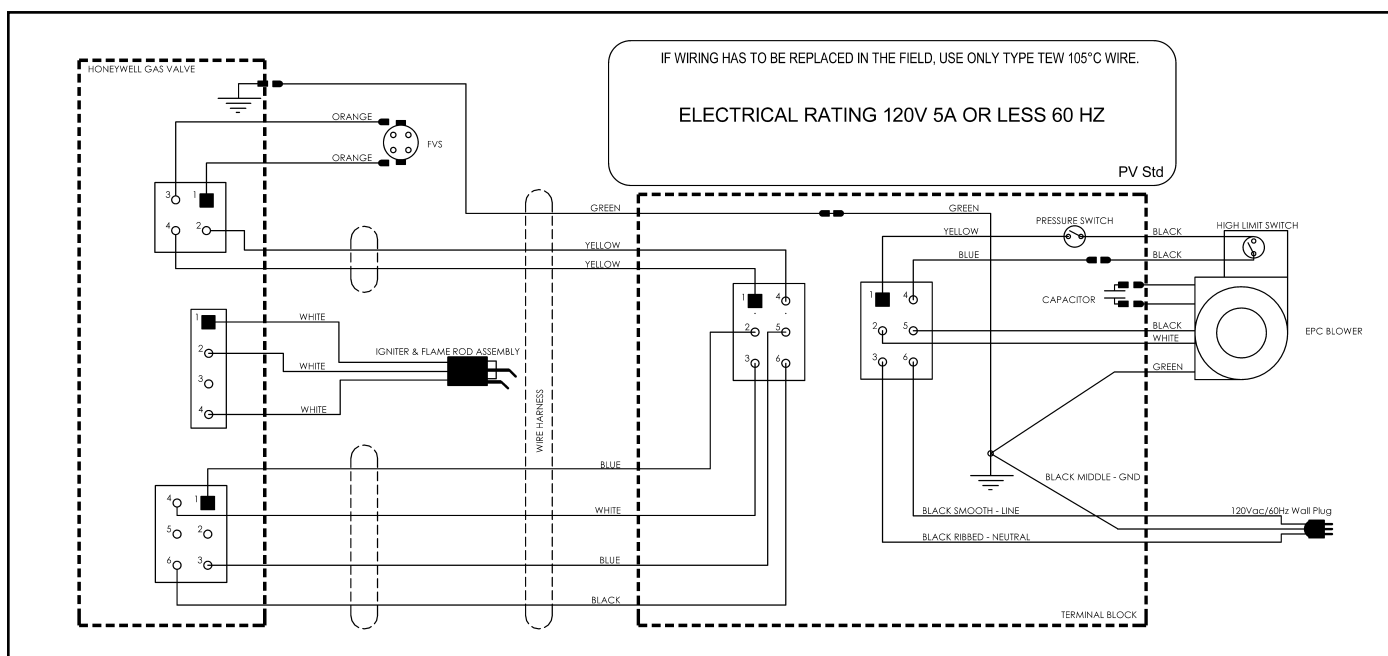 IF WIRING HAS TO BE REPLACED IN THE FIELD, USE ONLY TYPE TEW 105°C WIRE.
ELECTRICAL RATING 120V 5A OR LESS 60 HZ
PV Std
HONEYWELL GAS VALVE
ORANGE
FVS
ORANGE
3 1
4 2
GREEN
GREEN
YELLOW
YELLOW
PRESSURE SWITCH
YELLOW
BLACK
HIGH LIMIT SWITCH
BLUE
BLACK
CAPACITOR
1 4
2 5
3 6
1 4
2 5
3 6
BLACK
WHITE
EPC BLOWER
GREEN
1
2
3
4
WHITE
WHITE
WHITE
IGNITER & FLAME ROD ASSEMBLY
WIRE HARNESS
BLUE
WHITE
BLUE
BLACK
4 1
5 2
6 3
BLACK MIDDLE - GND
BLACK SMOOTH - LINE
120Vac/60Hz Wall Plug
BLACK RIBBED - NEUTRAL
TERMINAL BLOCK